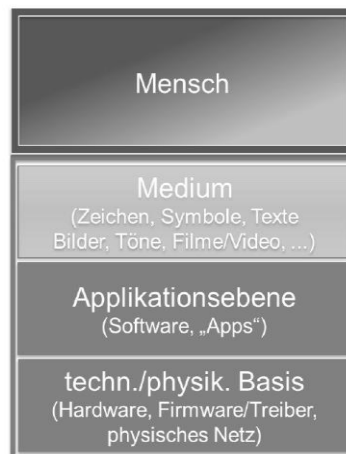 Mensch
Medium
(Zeichen, Symbole, Texte
Bilder, Töne, Filme/Video, ...)
Applikationsebene
(Software, „Apps“)
techn./physik. Basis
(Hardware, Firmware/Treiber,
physisches Netz)